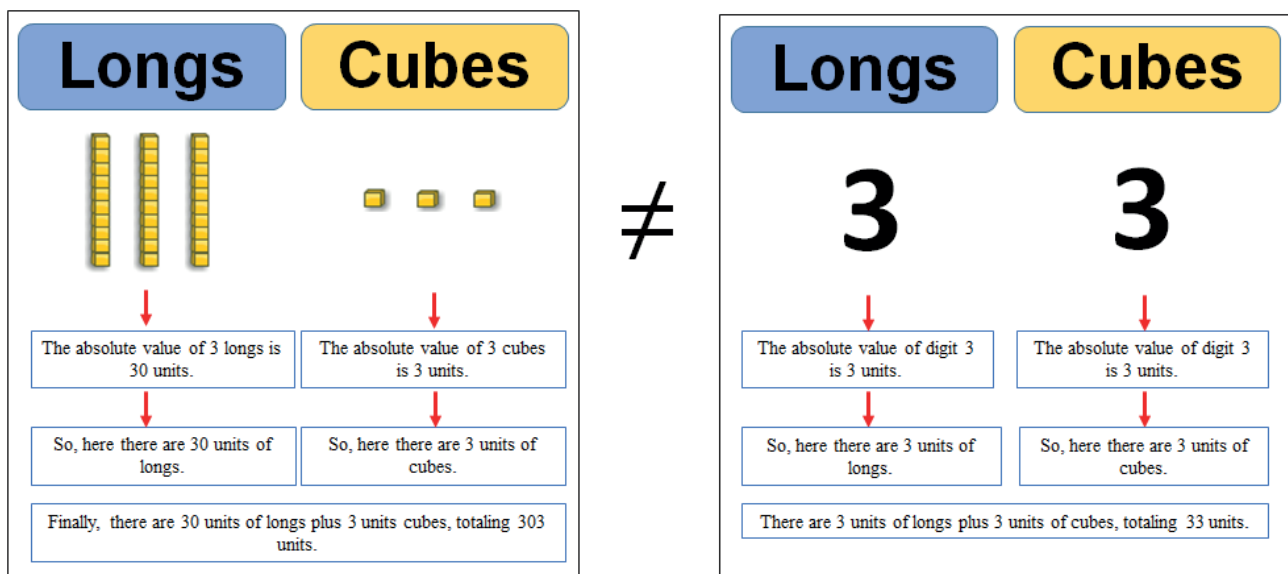 Longs
Cubes
The absolute value of 3 longs is
30 units.
The absolute value of 3 cubes
is 3 units.
So, here there are 30 units of
longs.
So, here there are 3 units of
cubes.
Finally, there are 30 units of longs plus 3 units cubes, totaling 303
units.
≠
Longs
Cubes
3
3
The absolute value of digit 3
is 3 units.
The absolute value of digit 3
is 3 units.
So, here there are 3 units of
longs.
So, here there are 3 units of
cubes.
There are 3 units of longs plus 3 units of cubes, totaling 33 units.